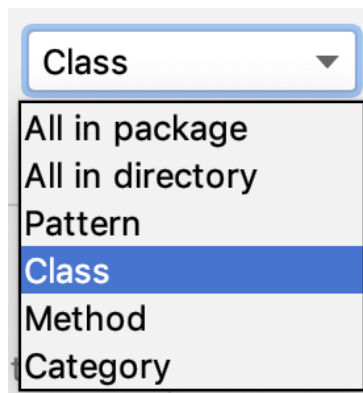 Class
All in package
All in directory
Pattern
Class
Method
Category